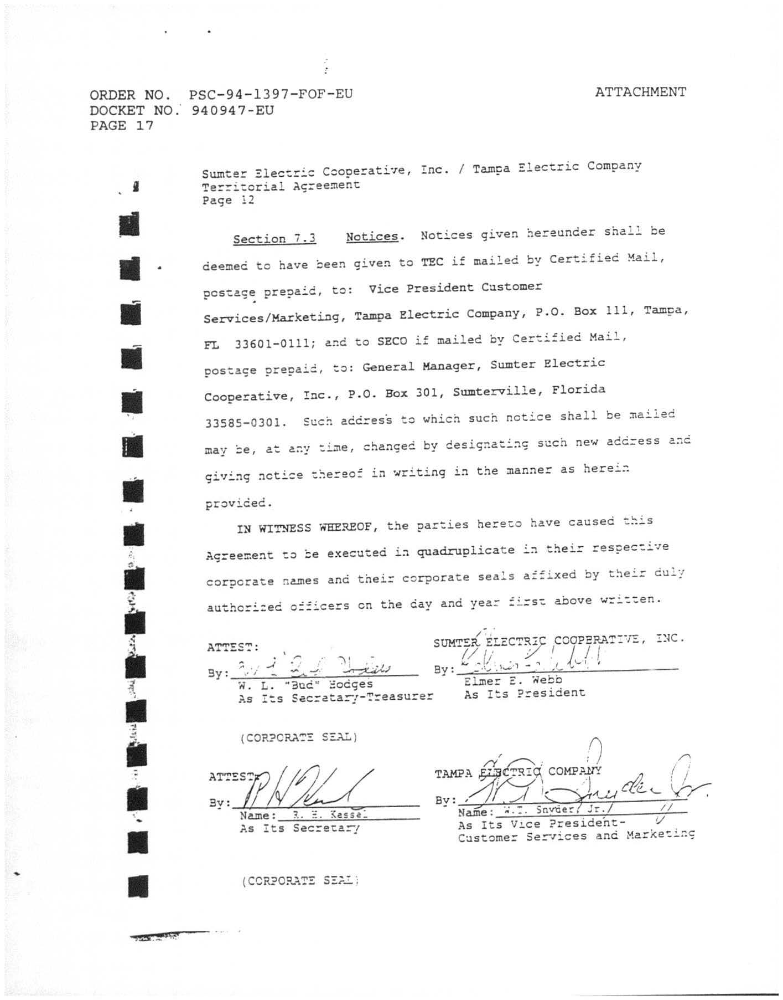 ORDER NO. PSC-94-1397-FOF-EU
ATTACHMENT
DOCKET NO. 940947-EU
PAGE 17
Sumter Electric Cooperative, Inc. / Tampa Electric Company
Territorial Agreement
Page 12
Section 7.3 Notices. Notices given hereunder shall be
deemed to have been given to TEC if mailed by Certified Mail,
postage prepaid, to: Vice President Customer
Services/Marketing, Tampa Electric Company, P.O. Box 111, Tampa,
FL 33601-0111; and to SECO if mailed by Certified Mail,
postage prepaid, to: General Manager, Sumter Electric
Cooperative, Inc., P.O. Box 301, Sumterville, Florida
33585-0301. Such address to which such notice shall be mailed
may be, at any time, changed by designating such new address and
giving notice thereof in writing in the manner as herein
provided.
IN WITNESS WHEREOF, the parties hereto have caused this
Agreement to be executed in quadruplicate in their respective
corporate names and their corporate seals affixed by their duly
authorized officers on the day and year first above written.
ATTEST:
By: W L "Bud" Hodges
W. L. "Bud" Hodges
As Its Secretary-Treasurer
SUMTER ELECTRIC COOPERATIVE, INC.
By: Elmer E. Webb
Elmer E. Webb
As Its President
(CORPORATE SEAL)
ATTEST:
By: R H Kessel
Name: R. H. Kessel
As Its Secretary
TAMPA ELECTRIC COMPANY
By: Snyder Jr.
Name: Snyder, Jr.
As Its Vice President-
Customer Services and Marketing
(CORPORATE SEAL)